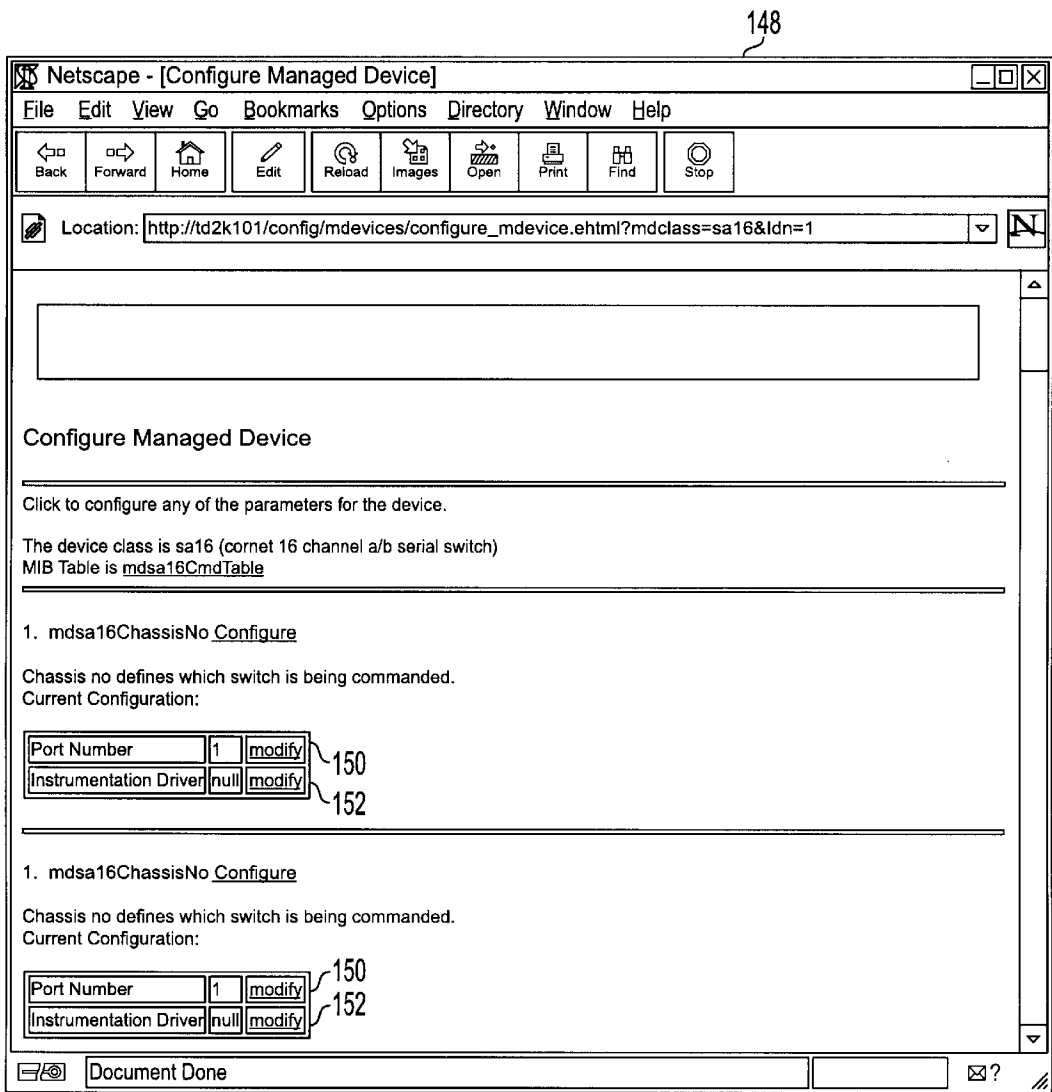 148
Netscape - [Configure Managed Device]
File Edit View Go Bookmarks Options Directory Window Help
Back Forward Home Edit Reload Images Open Print Find Stop
Location: http://td2k101/config/mdevices/configure_mdevice.ehtml?mdclass=sa16&ldn=1
N
Configure Managed Device
Click to configure any of the parameters for the device.
The device class is sa16 (cornet 16 channel a/b serial switch)
MIB Table is mdsa16CmdTable
1. mdsa16ChassisNo Configure
Chassis no defines which switch is being commanded.
Current Configuration:
Port Number 1 modify 150
Instrumentation Driver null modify 152
1. mdsa16ChassisNo Configure
Chassis no defines which switch is being commanded.
Current Configuration:
Port Number 1 modify 150
Instrumentation Driver null modify 152
Document Done ?